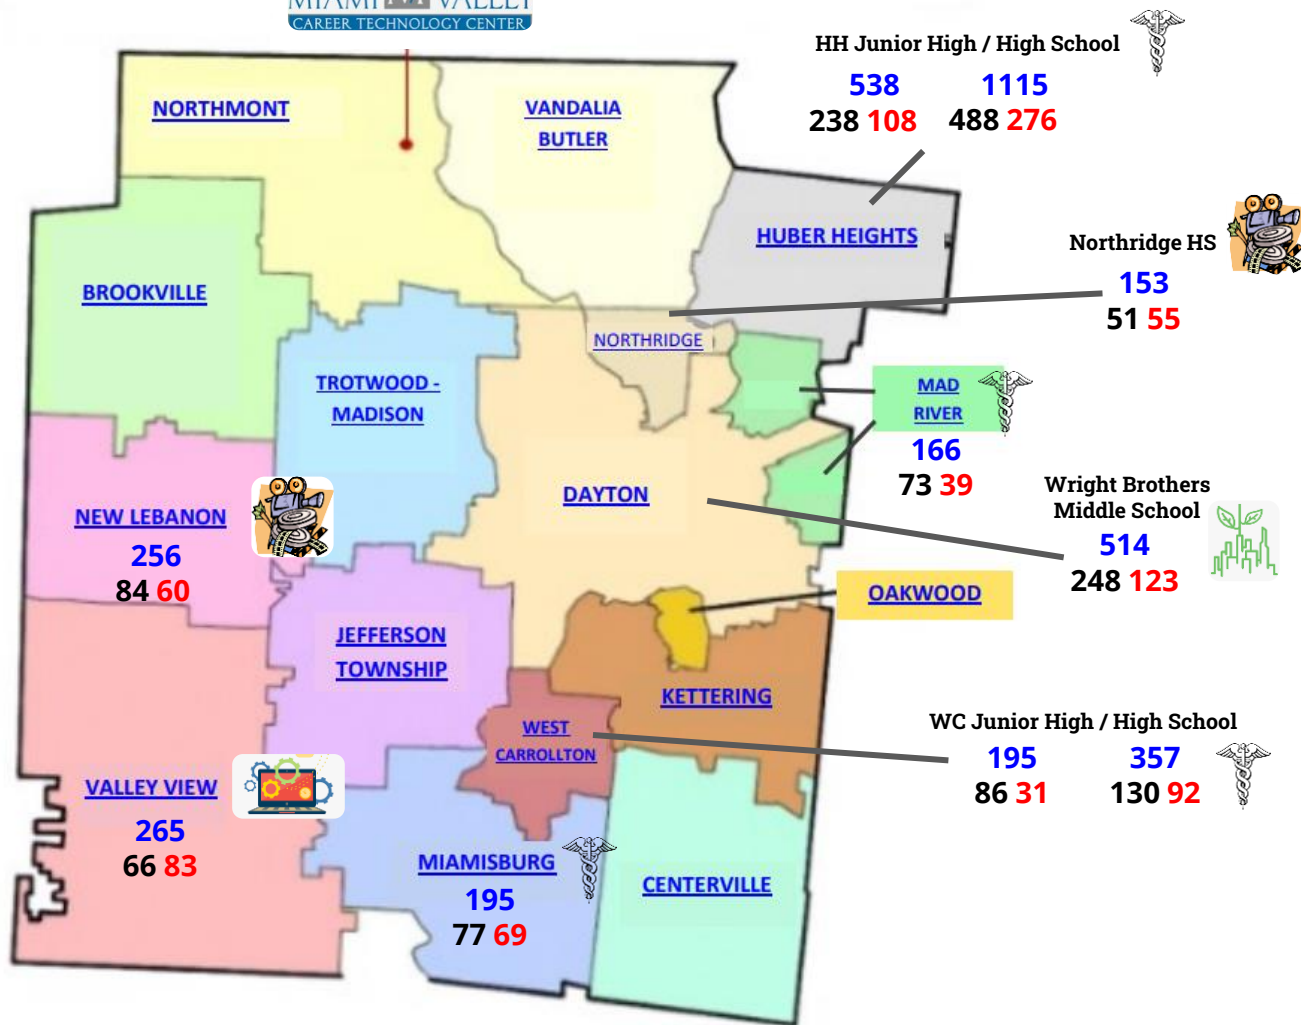 MIAMI VALLEY
CAREER TECHNOLOGY CENTER
HH Junior High / High School
538 1115
238 108 488 276
NORTHMONT
VANDALIA
BUTLER
HUBER HEIGHTS
Northridge HS
153
51 55
BROOKVILLE
NORTHRIDGE
TROTWOOD -
MADISON
MAD
RIVER
166
73 39
DAYTON
Wright Brothers
Middle School
514
248 123
NEW LEBANON
256
84 60
OAKWOOD
JEFFERSON
TOWNSHIP
KETTERING
WEST
CARROLLTON
WC Junior High / High School
195 357
86 31 130 92
VALLEY VIEW
265
66 83
MIAMISBURG
195
77 69
CENTERVILLE